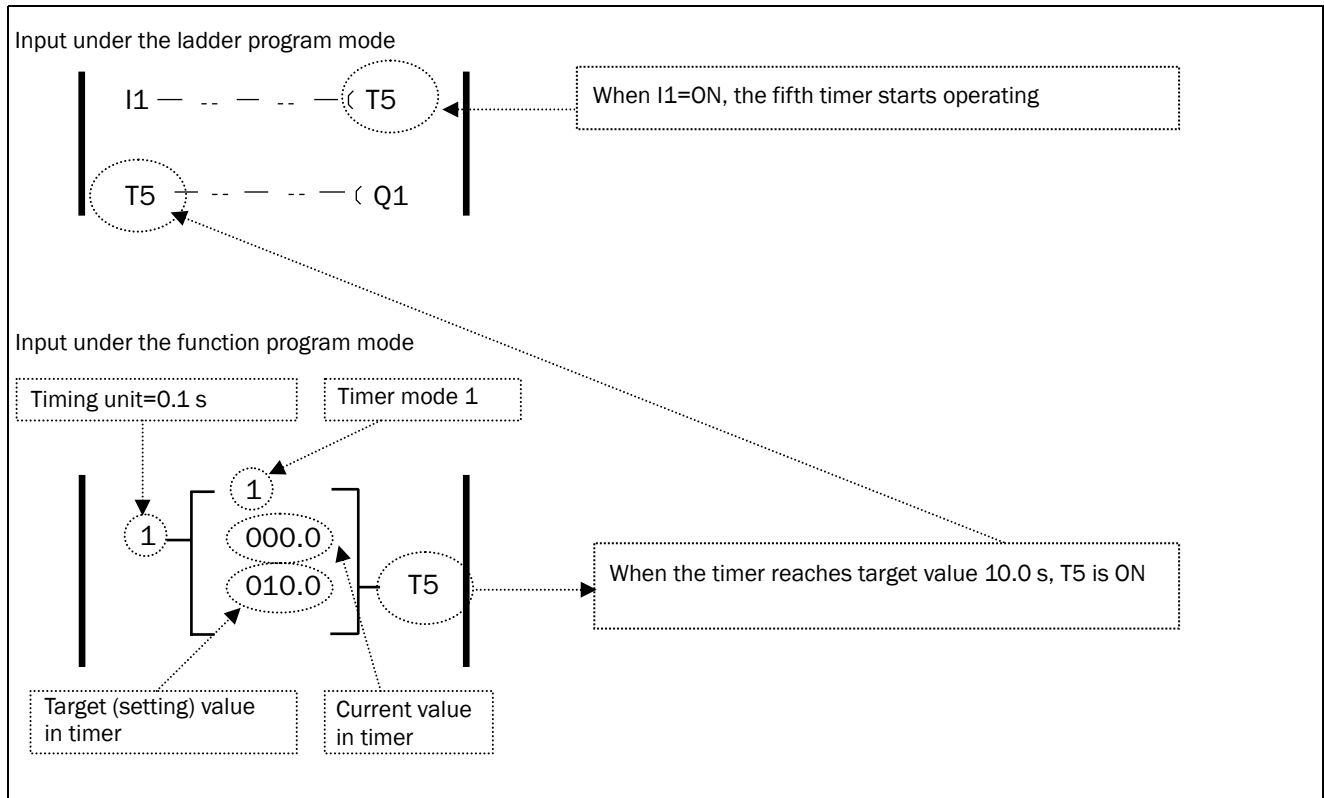 Input under the ladder program mode
I1 — -- — -- —( T5
When I1=ON, the fifth timer starts operating
T5 — -- — -- —( Q1
Input under the function program mode
Timing unit=0.1 s
Timer mode 1
1
1
000.0
010.0
T5
When the timer reaches target value 10.0 s, T5 is ON
Target (setting) value
in timer
Current value
in timer